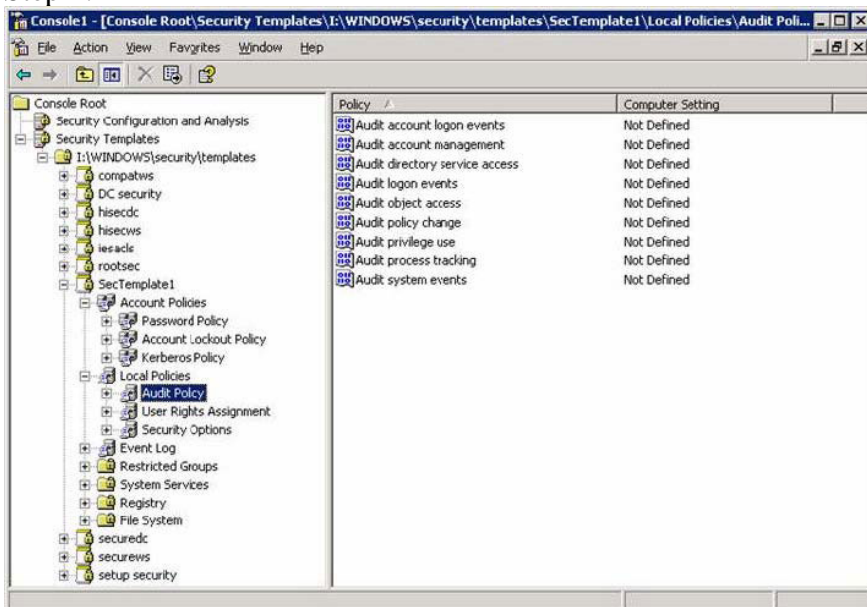 Console1 - [Console Root\Security Templates\I:\WINDOWS\security\templates\SecTemplate1\Local Policies\Audit Poli...
File Action View Favorites Window Help
Console Root
Security Configuration and Analysis
Security Templates
I:\WINDOWS\security\templates
compatws
DC security
hisecdc
hisecws
iesacls
rootsec
SecTemplate1
Account Policies
Password Policy
Account Lockout Policy
Kerberos Policy
Local Policies
Audit Policy
User Rights Assignment
Security Options
Event Log
Restricted Groups
System Services
Registry
File System
securedc
securews
setup security
Policy Computer Setting
Audit account logon events Not Defined
Audit account management Not Defined
Audit directory service access Not Defined
Audit logon events Not Defined
Audit object access Not Defined
Audit policy change Not Defined
Audit privilege use Not Defined
Audit process tracking Not Defined
Audit system events Not Defined